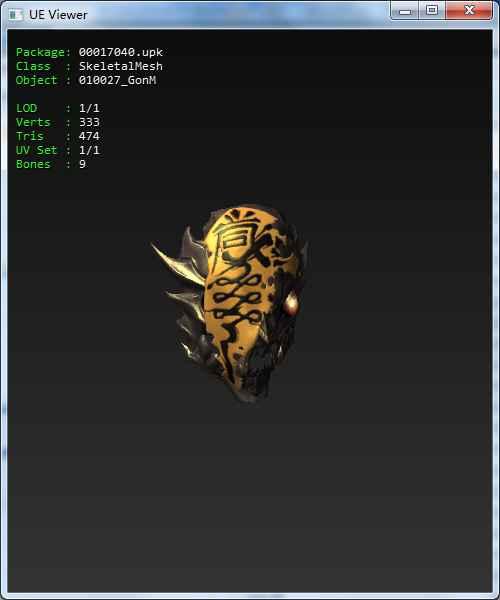 UE Viewer
Package: 00017040.upk
Class : SkeletalMesh
Object : 010027_GonM
LOD : 1/1
Verts : 333
Tris : 474
UV Set : 1/1
Bones : 9